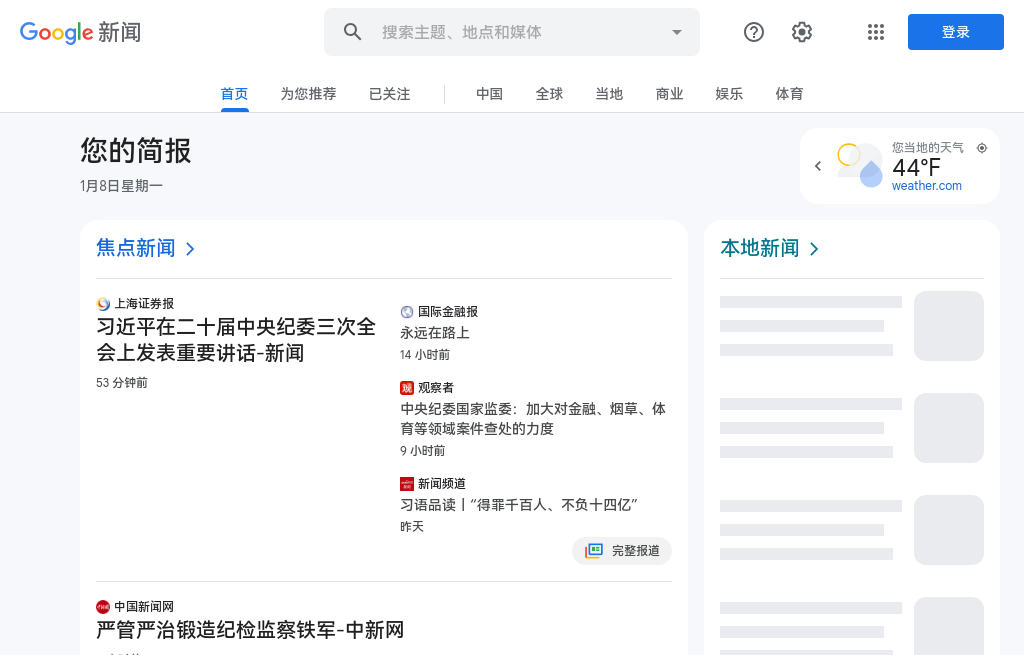 Google 新闻
搜索主题、地点和媒体
登录
首页
为您推荐
已关注
中国
全球
当地
商业
娱乐
体育
您的简报
1月8日星期一
您当地的天气
44°F
weather.com
焦点新闻
上海证券报
习近平在二十届中央纪委三次全
会上发表重要讲话-新闻
53 分钟前
国际金融报
永远在路上
14 小时前
观察者
中央纪委国家监委：加大对金融、烟草、体
育等领域案件查处的力度
9 小时前
新闻频道
习语品读丨“得罪千百人、不负十四亿”
昨天
完整报道
中国新闻网
严管严治锻造纪检监察铁军-中新网
本地新闻